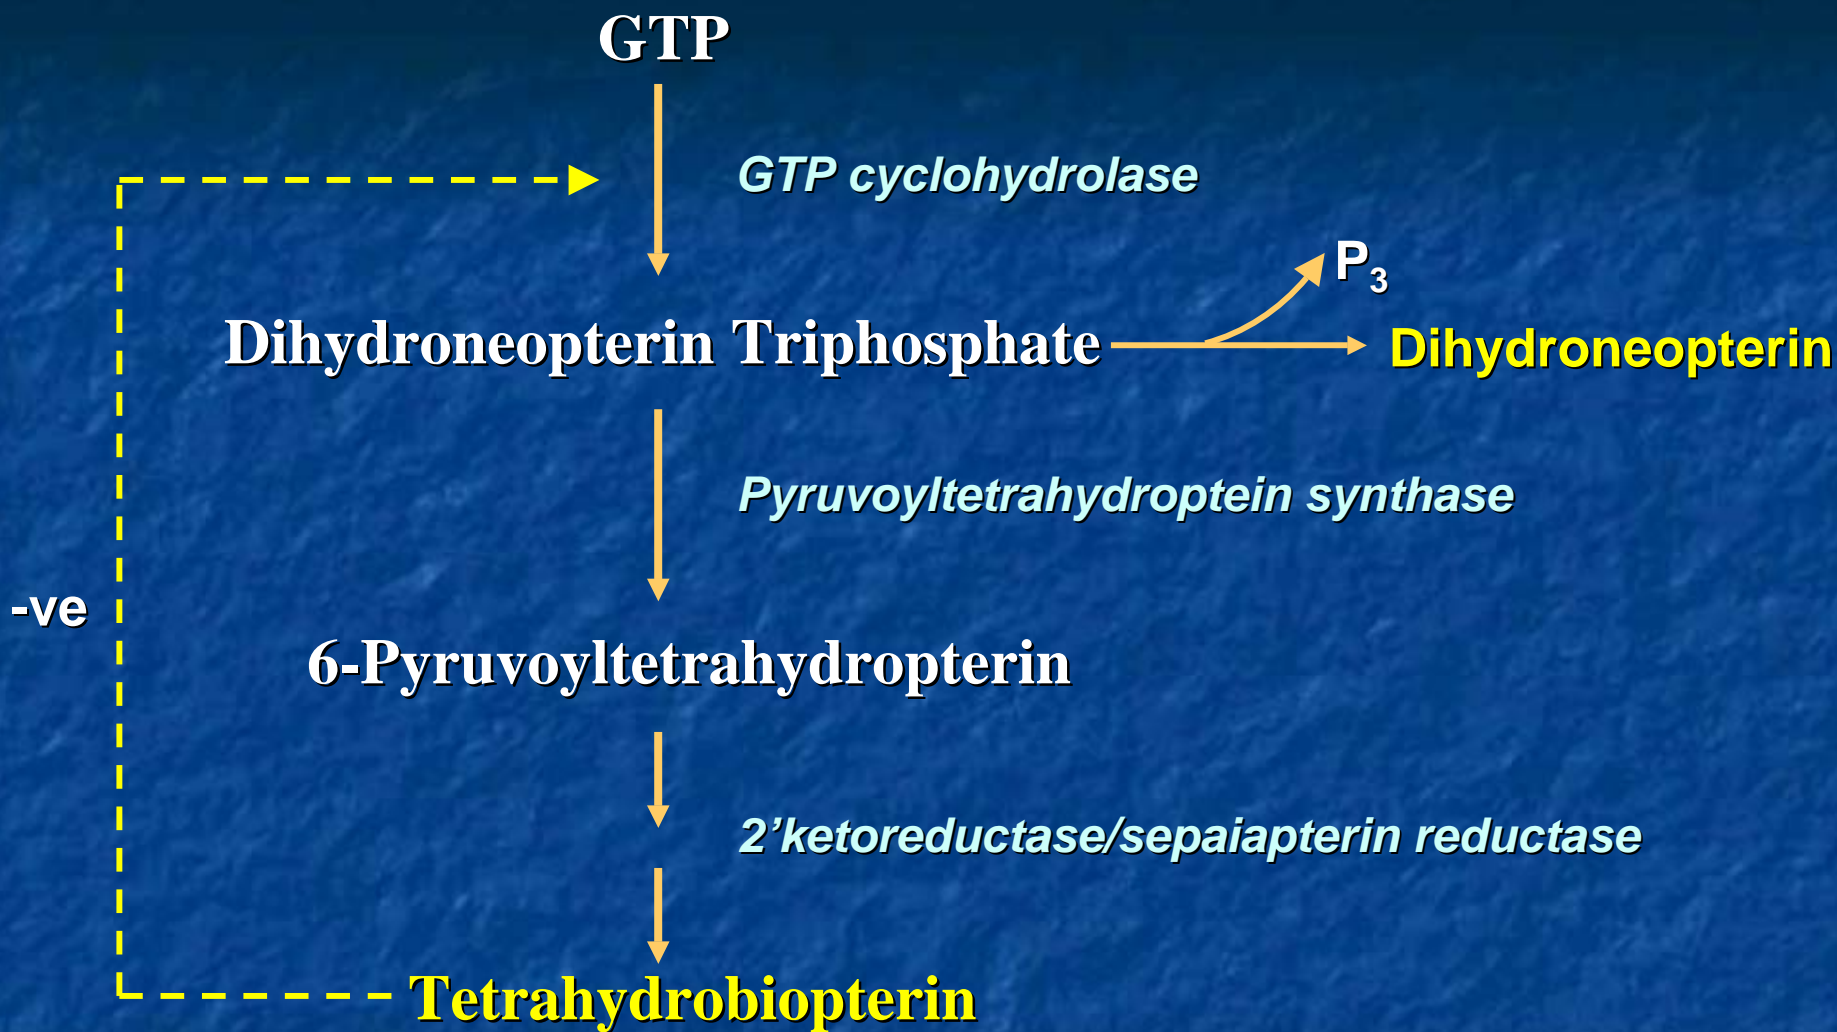 GTP
GTP cyclohydrolase
P3
Dihydroneopterin Triphosphate
Dihydroneopterin
Pyruvoyltetrahydroptein synthase
-ve
6-Pyruvoyltetrahydropterin
2’ketoreductase/sepaiapterin reductase
Tetrahydrobiopterin